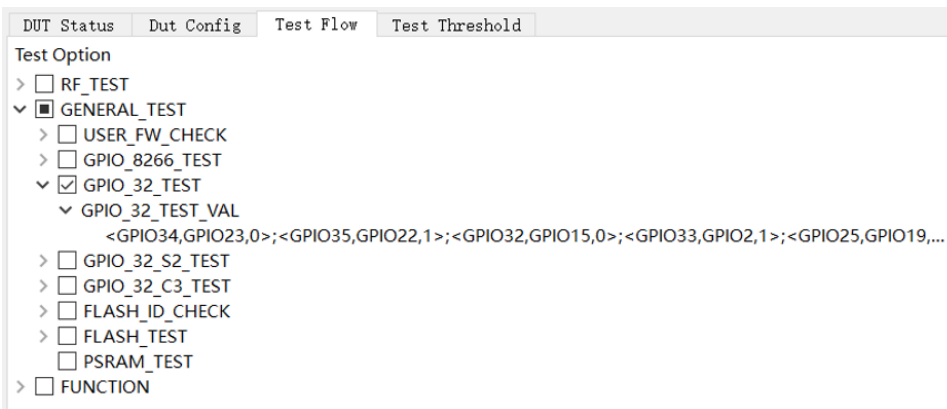 DUT Status Dut Config Test Flow Test Threshold
Test Option
RF_TEST
GENERAL_TEST
USER_FW_CHECK
GPIO_8266_TEST
GPIO_32_TEST
GPIO_32_TEST_VAL
<GPIO34,GPIO23,0>;<GPIO35,GPIO22,1>;<GPIO32,GPIO15,0>;<GPIO33,GPIO2,1>;<GPIO25,GPIO19,...
GPIO_32_S2_TEST
GPIO_32_C3_TEST
FLASH_ID_CHECK
FLASH_TEST
PSRAM_TEST
FUNCTION